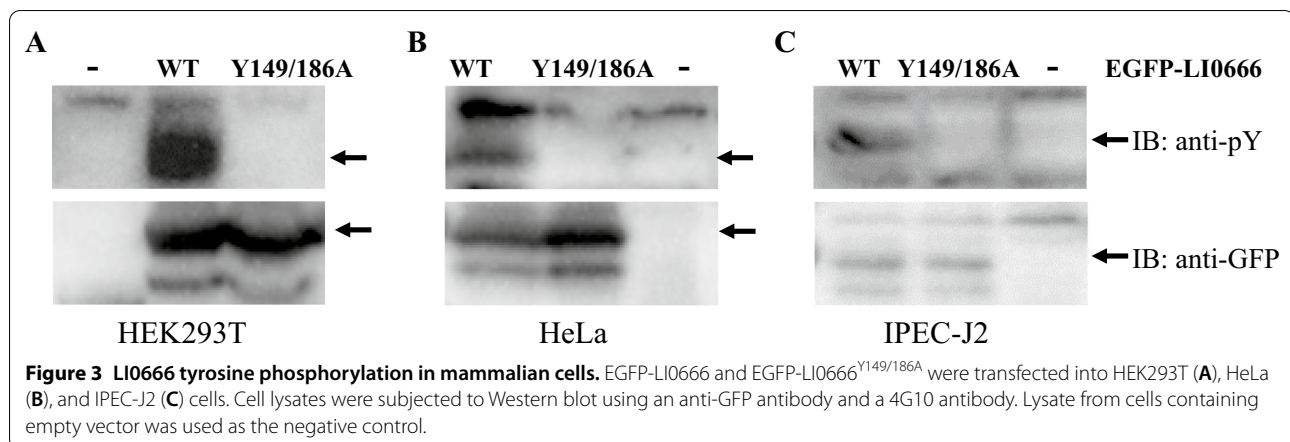 A B C
- WT Y149/186A WT Y149/186A - WT Y149/186A - EGFP-LI0666
IB: anti-pY
IB: anti-GFP
HEK293T HeLa IPEC-J2
Figure 3 LI0666 tyrosine phosphorylation in mammalian cells. EGFP-LI0666 and EGFP-LI0666Y149/186A were transfected into HEK293T (A), HeLa
(B), and IPEC-J2 (C) cells. Cell lysates were subjected to Western blot using an anti-GFP antibody and a 4G10 antibody. Lysate from cells containing
empty vector was used as the negative control.